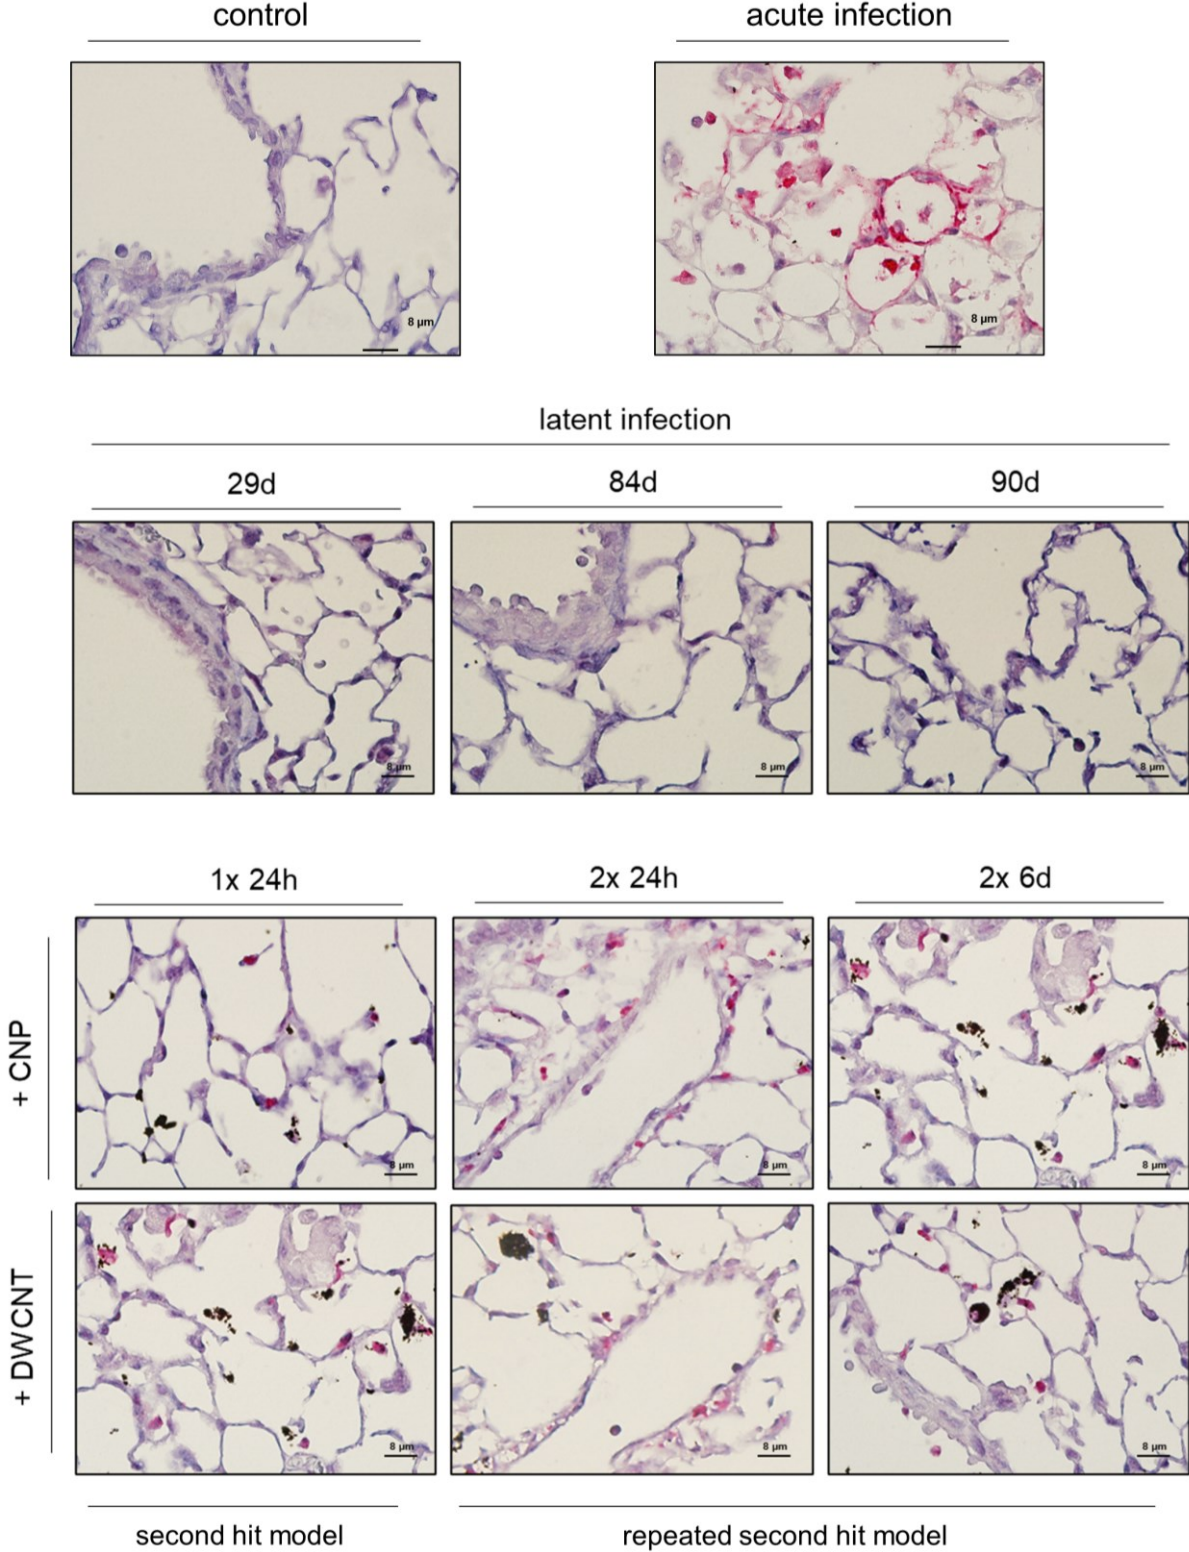 control
acute infection
8 µm
8 µm
latent infection
29d
84d
90d
8 µm
8 µm
8 µm
1x 24h
2x 24h
2x 6d
+ CNP
8 µm
8 µm
8 µm
+ DWCNT
8 µm
8 µm
8 µm
second hit model
repeated second hit model